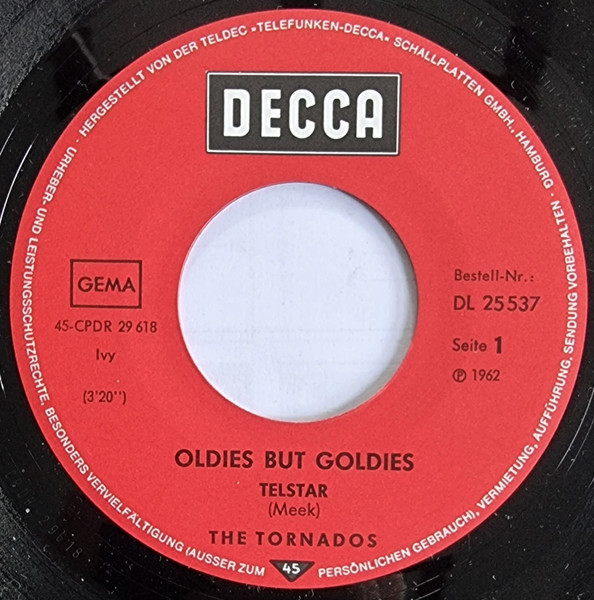 HERGESTELLT VON DER TELDEC »TELEFUNKEN-DECCA« SCHALLPLATTEN GMBH., HAMBURG · URHEBER- UND LEISTUNGSSCHUTZRECHTE, BESONDERS VERVIELFÄLTIGUNG (AUSSER ZUM PERSÖNLICHEN GEBRAUCH), VERMIETUNG, AUFFÜHRUNG, SENDUNG VORBEHALTEN ·
DECCA
GEMA
45-CPDR 29 618
Ivy
(3'20'')
Bestell-Nr.:
DL 25 537
Seite 1
℗ 1962
OLDIES BUT GOLDIES
TELSTAR
(Meek)
THE TORNADOS
45